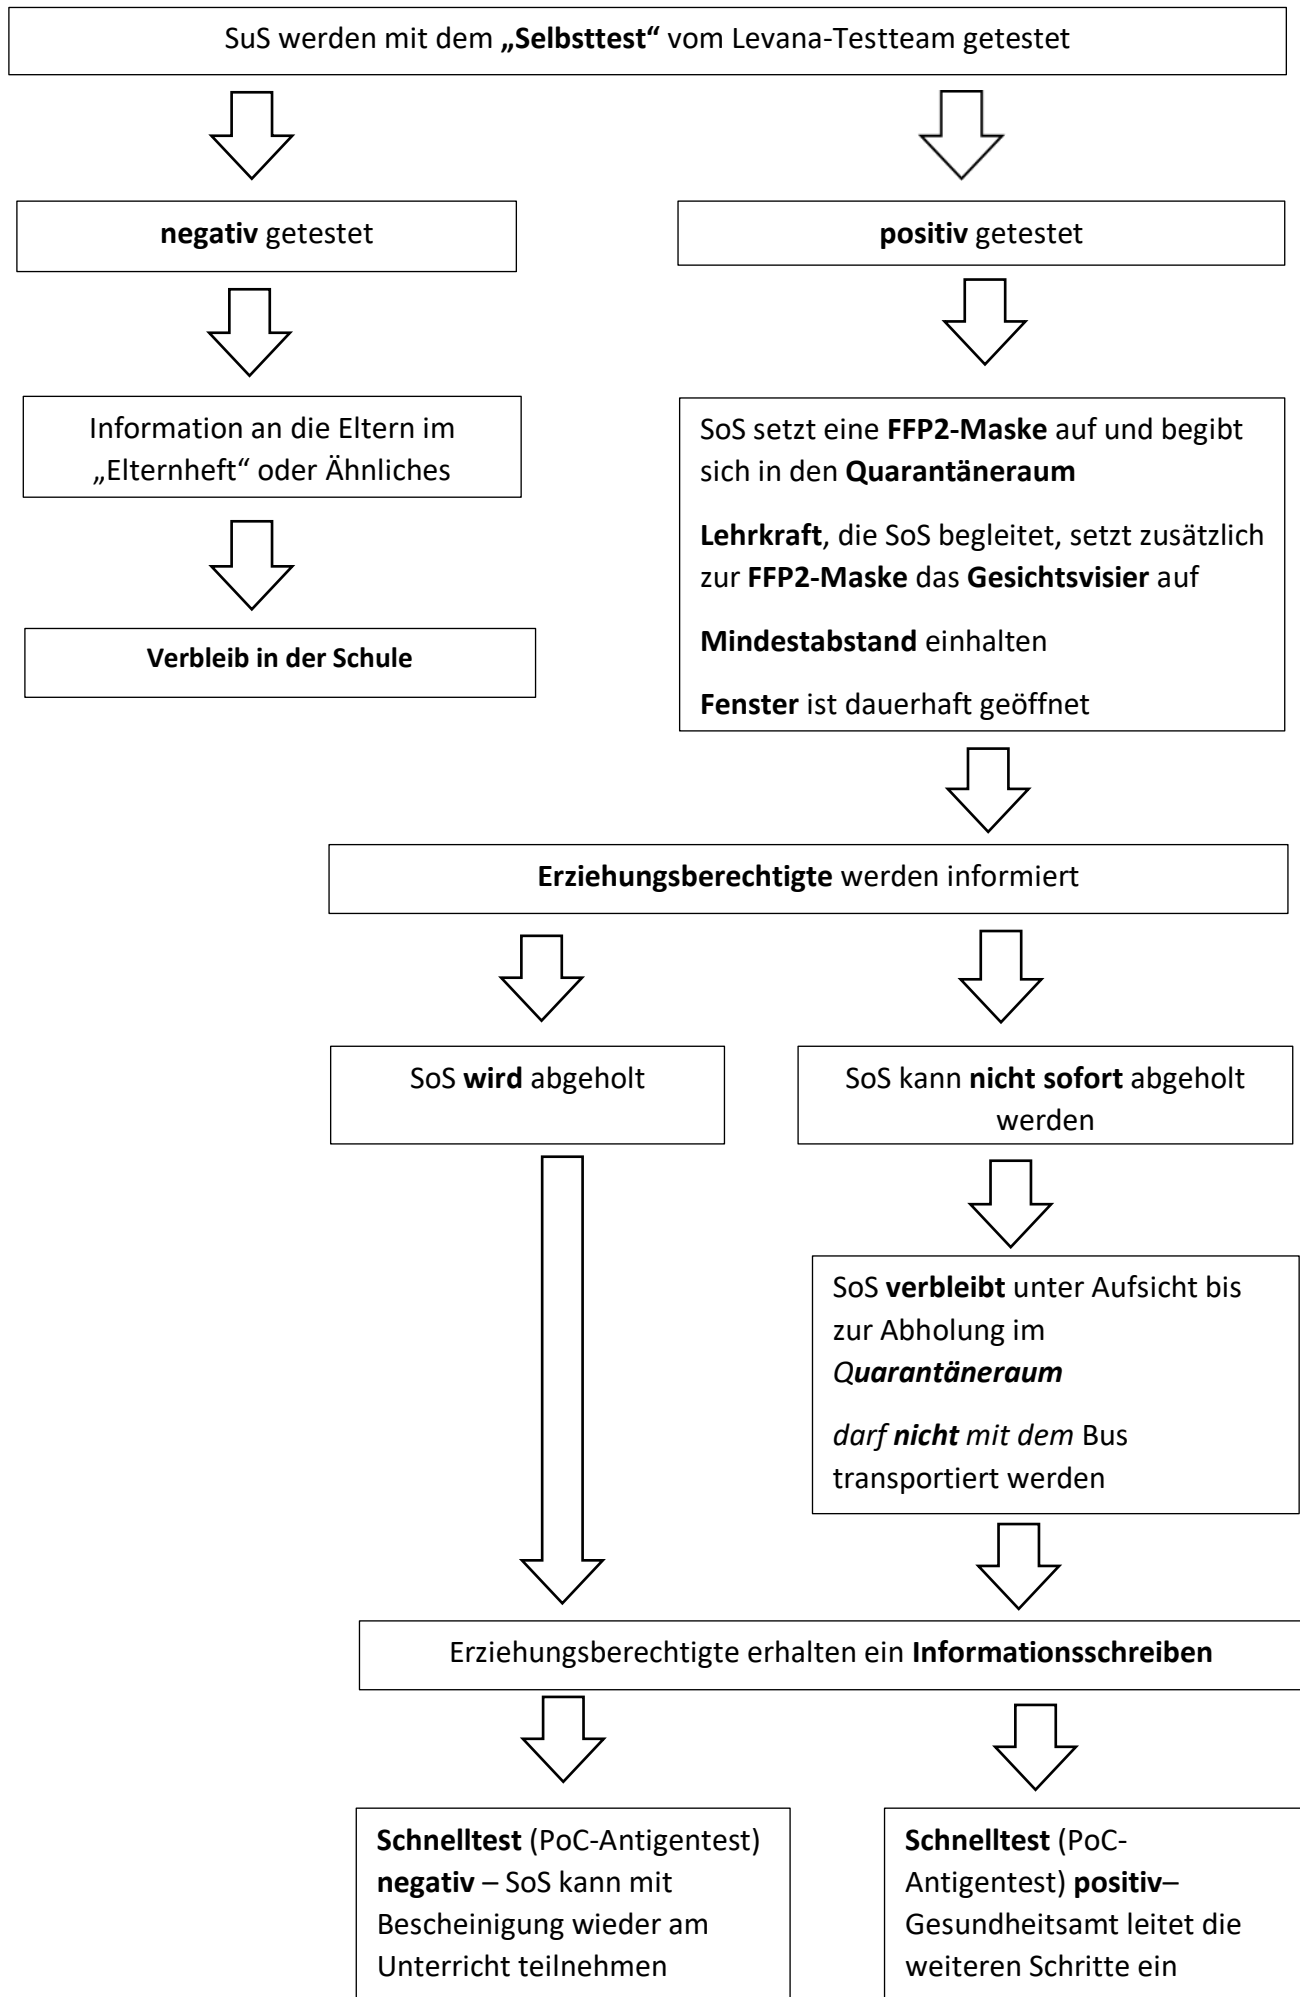 SuS werden mit dem „Selbsttest“ vom Levana-Testteam getestet
negativ getestet
positiv getestet
Information an die Eltern im
„Elternheft“ oder Ähnliches
Verbleib in der Schule
SoS setzt eine FFP2-Maske auf und begibt
sich in den Quarantäneraum
Lehrkraft, die SoS begleitet, setzt zusätzlich
zur FFP2-Maske das Gesichtsvisier auf
Mindestabstand einhalten
Fenster ist dauerhaft geöffnet
Erziehungsberechtigte werden informiert
SoS wird abgeholt
SoS kann nicht sofort abgeholt
werden
SoS verbleibt unter Aufsicht bis
zur Abholung im
Quarantäneraum
darf nicht mit dem Bus
transportiert werden
Erziehungsberechtigte erhalten ein Informationsschreiben
Schnelltest (PoC-Antigentest)
negativ – SoS kann mit
Bescheinigung wieder am
Unterricht teilnehmen
Schnelltest (PoC-
Antigentest) positiv–
Gesundheitsamt leitet die
weiteren Schritte ein